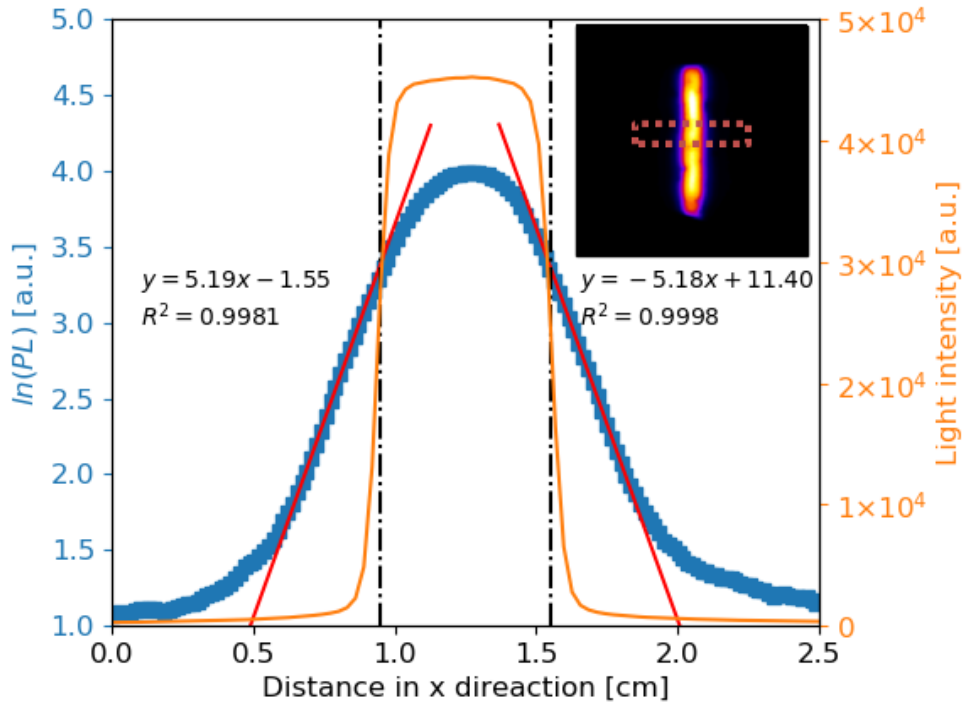 5.0
4.5
4.0
3.5
3.0
2.5
2.0
1.5
1.0
ln(PL) [a.u.]
y = 5.19x − 1.55
R² = 0.9981
y = −5.18x + 11.40
R² = 0.9998
5×10⁴
4×10⁴
3×10⁴
2×10⁴
1×10⁴
0
Light intensity [a.u.]
0.0 0.5 1.0 1.5 2.0 2.5
Distance in x direaction [cm]